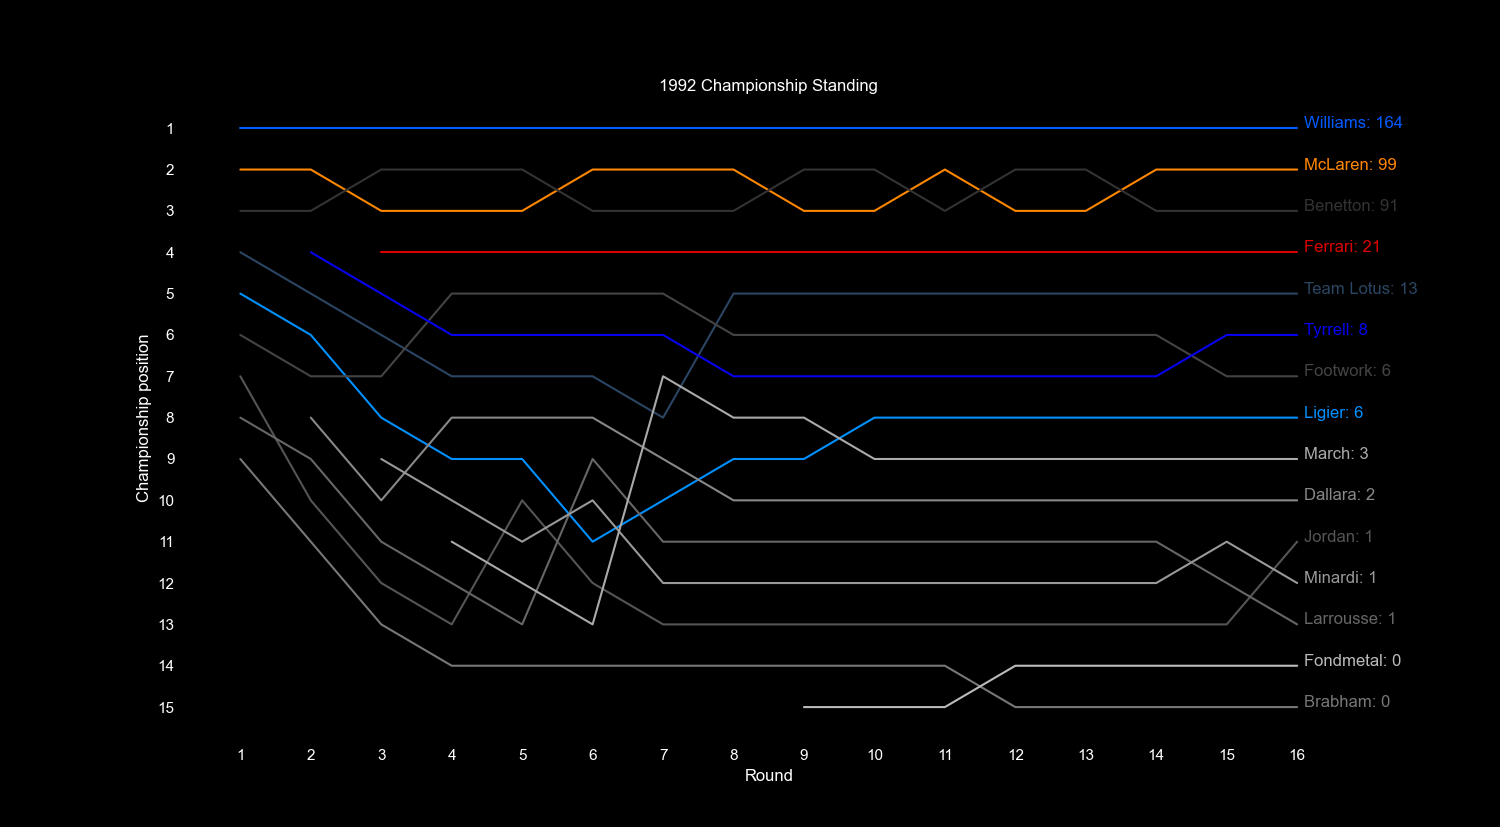 1992 Championship Standing
Championship position
1
2
3
4
5
6
7
8
9
10
11
12
13
14
15
Williams: 164
McLaren: 99
Benetton: 91
Ferrari: 21
Team Lotus: 13
Tyrrell: 8
Footwork: 6
Ligier: 6
March: 3
Dallara: 2
Jordan: 1
Minardi: 1
Larrousse: 1
Fondmetal: 0
Brabham: 0
1 2 3 4 5 6 7 8 9 10 11 12 13 14 15 16
Round